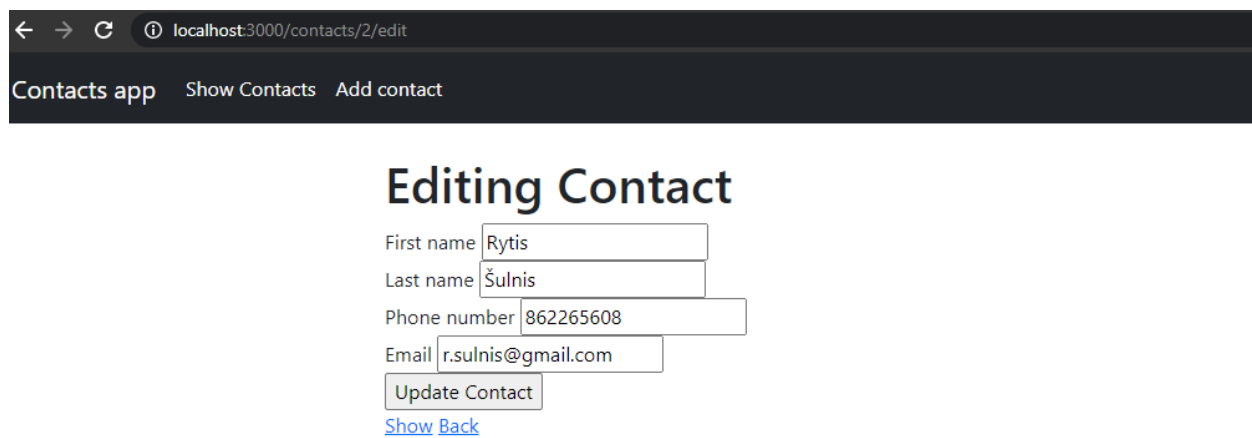 localhost:3000/contacts/2/edit
Contacts app Show Contacts Add contact
Editing Contact
First name Rytis
Last name Šulnis
Phone number 862265608
Email r.sulnis@gmail.com
Update Contact
Show Back